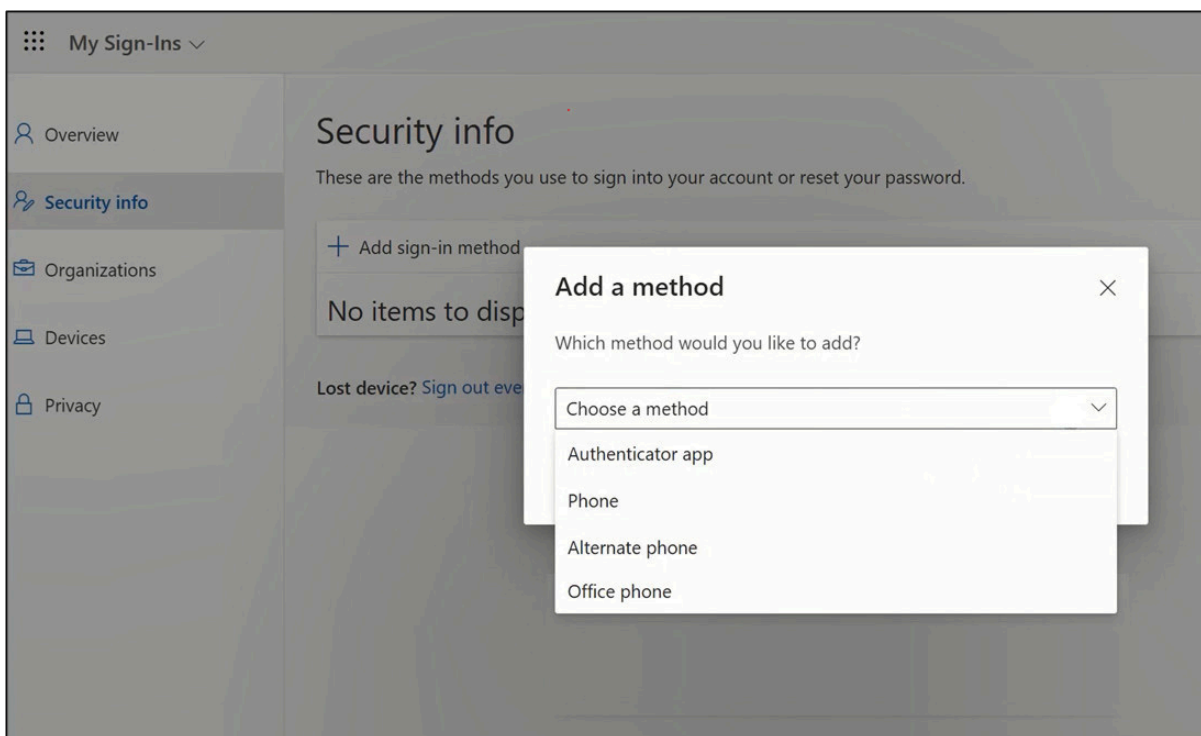 My Sign-Ins
Overview
Security info
Organizations
Devices
Privacy
Security info
These are the methods you use to sign into your account or reset your password.
Add sign-in method
No items to disp
Lost device? Sign out eve
Add a method
Which method would you like to add?
Choose a method
Authenticator app
Phone
Alternate phone
Office phone